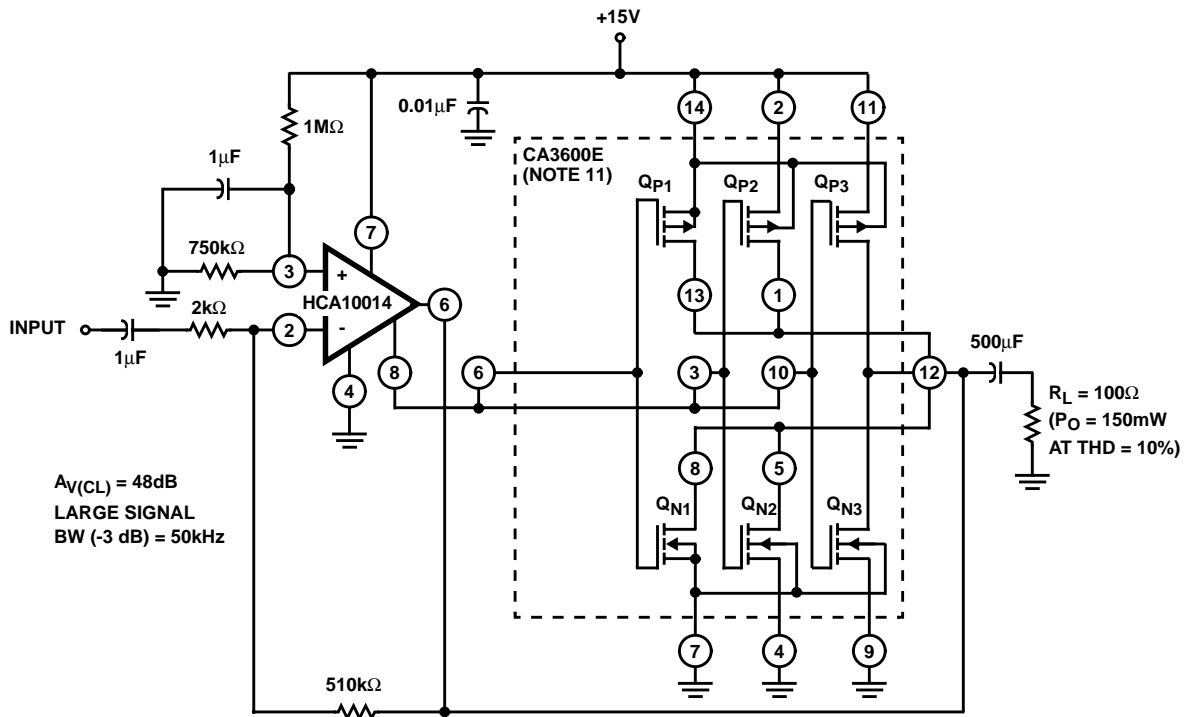 +15V
14
2
11
0.01μF
1MΩ
CA3600E
(NOTE 11)
1μF
QP1
QP2
QP3
7
750kΩ
3
+
HCA10014
6
13
1
2kΩ
INPUT
2
-
500μF
1μF
8
6
3
10
12
4
RL = 100Ω
(PO = 150mW
AT THD = 10%)
8
5
AV(CL) = 48dB
LARGE SIGNAL
BW (-3 dB) = 50kHz
QN1
QN2
QN3
7
4
9
510kΩ